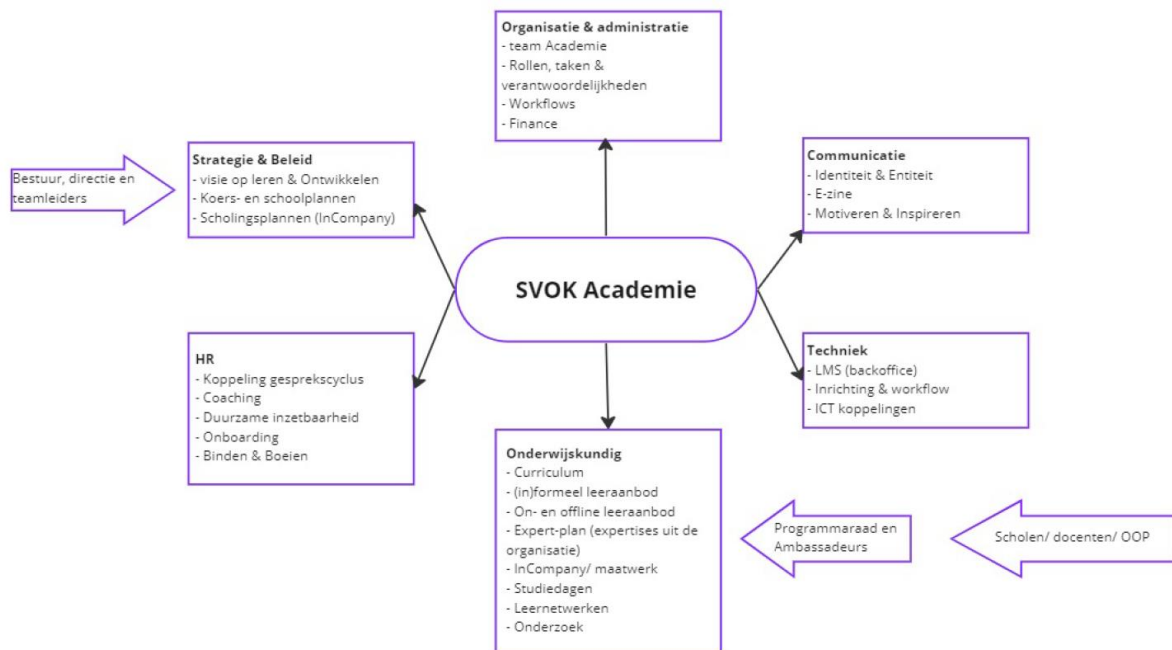 Organisatie & administratie
- team Academie
- Rollen, taken &
verantwoordelijkheden
- Workflows
- Finance
Bestuur, directie en
teamleiders
Strategie & Beleid
- visie op leren & Ontwikkelen
- Koers- en schoolplannen
- Scholingsplannen (InCompany)
Communicatie
- Identiteit & Entiteit
- E-zine
- Motiveren & Inspireren
SVOK Academie
HR
- Koppeling gesprekscyclus
- Coaching
- Duurzame inzetbaarheid
- Onboarding
- Binden & Boeien
Techniek
- LMS (backoffice)
- Inrichting & workflow
- ICT koppelingen
Onderwijskundig
- Curriculum
- (in)formeel leeraanbod
- On- en offline leeraanbod
- Expert-plan (expertises uit de
organisatie)
- InCompany/ maatwerk
- Studiedagen
- Leernetwerken
- Onderzoek
Programmaraad en
Ambassadeurs
Scholen/ docenten/ OOP